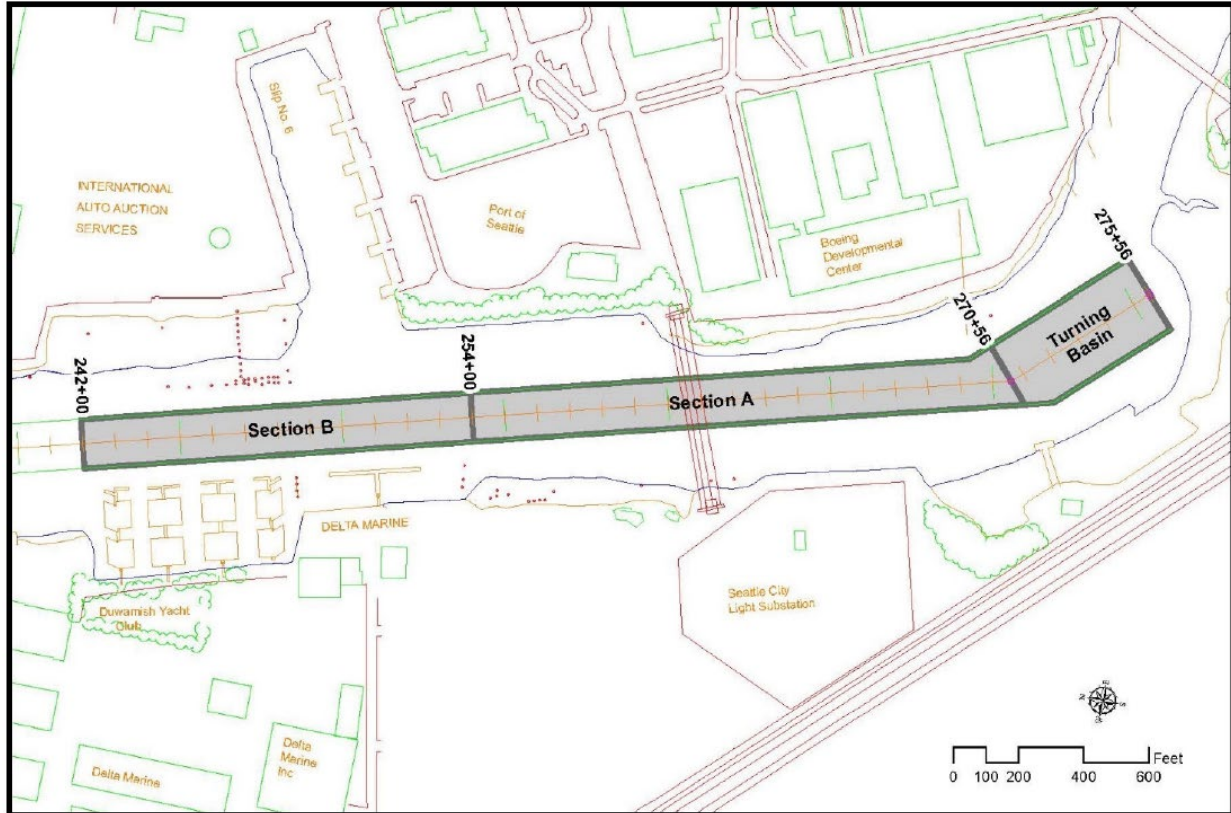 Slip No. 6
INTERNATIONAL
AUTO AUCTION
SERVICES
Port of
Seattle
Boeing
Developmental
Center
275+56
270+56
Turning
Basin
254+00
242+00
Section A
Section B
DELTA MARINE
Duwamish Yacht
Club
Seattle City
Light Substation
Delta
Marine
Inc
Delta Marine
Feet
0 100 200 400 600